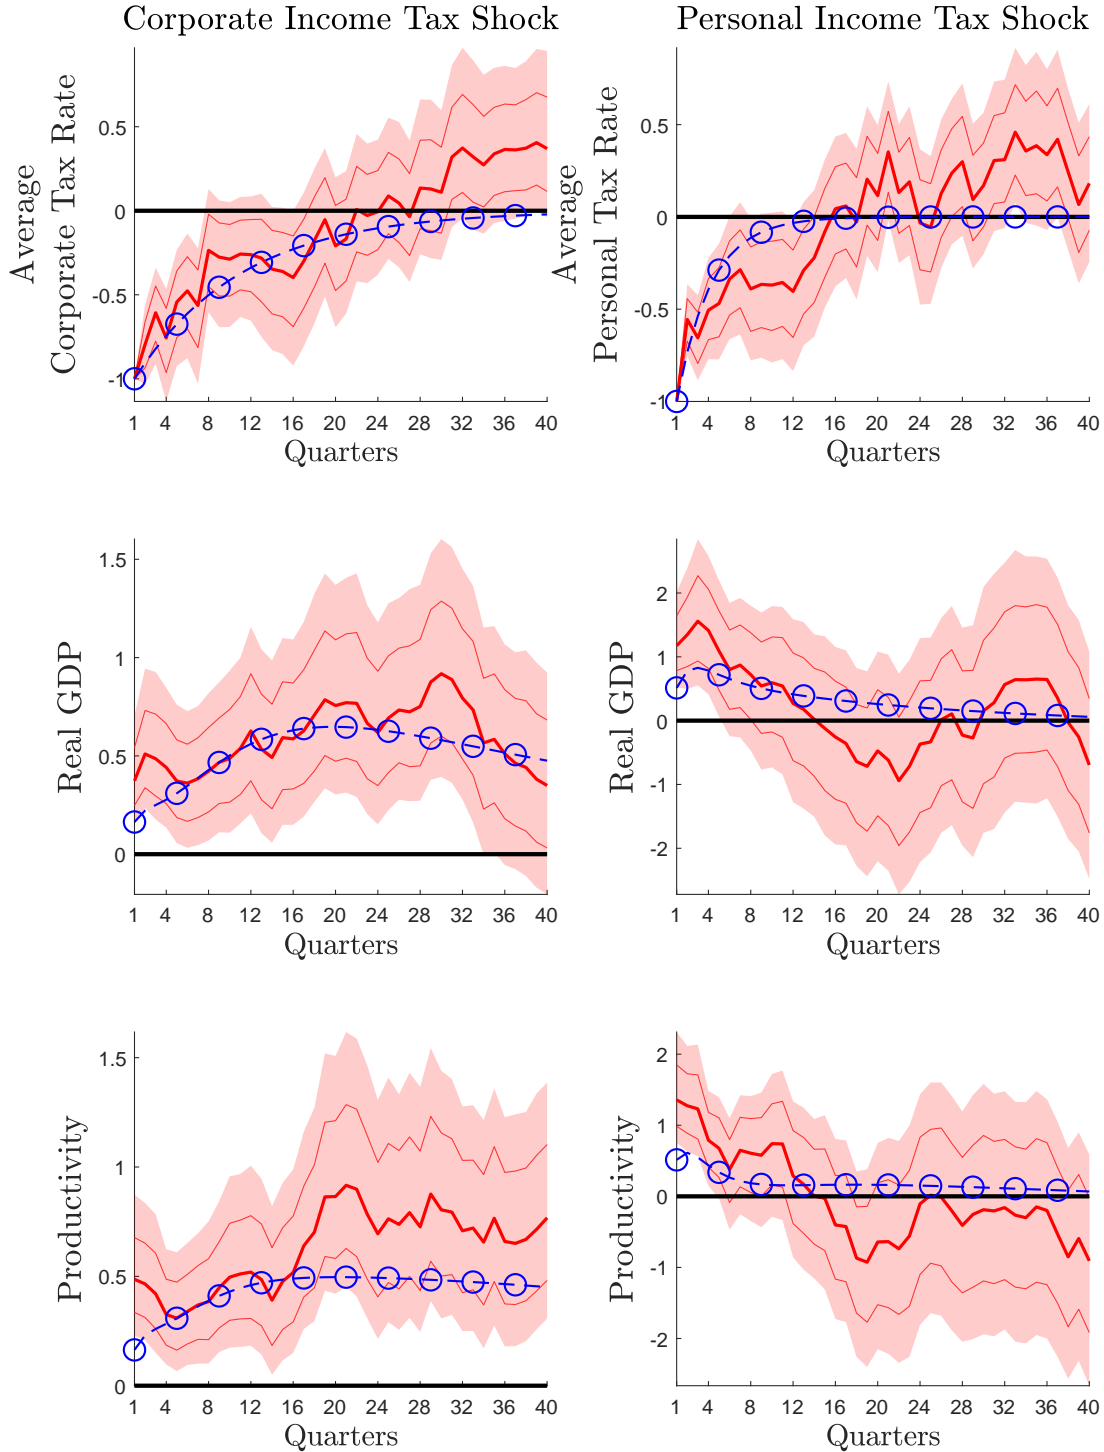 Corporate Income Tax Shock
Personal Income Tax Shock
Average
Corporate Tax Rate
0.5
0
-0.5
-1
1 4 8 12 16 20 24 28 32 36 40
Quarters
Average
Personal Tax Rate
0.5
0
-0.5
-1
1 4 8 12 16 20 24 28 32 36 40
Quarters
Real GDP
1.5
1
0.5
0
1 4 8 12 16 20 24 28 32 36 40
Quarters
Real GDP
2
1
0
-1
-2
1 4 8 12 16 20 24 28 32 36 40
Quarters
Productivity
1.5
1
0.5
0
1 4 8 12 16 20 24 28 32 36 40
Quarters
Productivity
2
1
0
-1
-2
1 4 8 12 16 20 24 28 32 36 40
Quarters